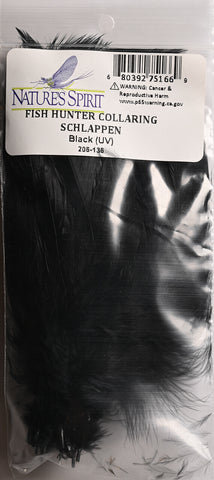 6 80392 75166 9
⚠ WARNING: Cancer &
Reproductive Harm
www.p65warning.ca.gov
NATURE'S SPIRIT
FISH HUNTER COLLARING
SCHLAPPEN
Black (UV)
208-138